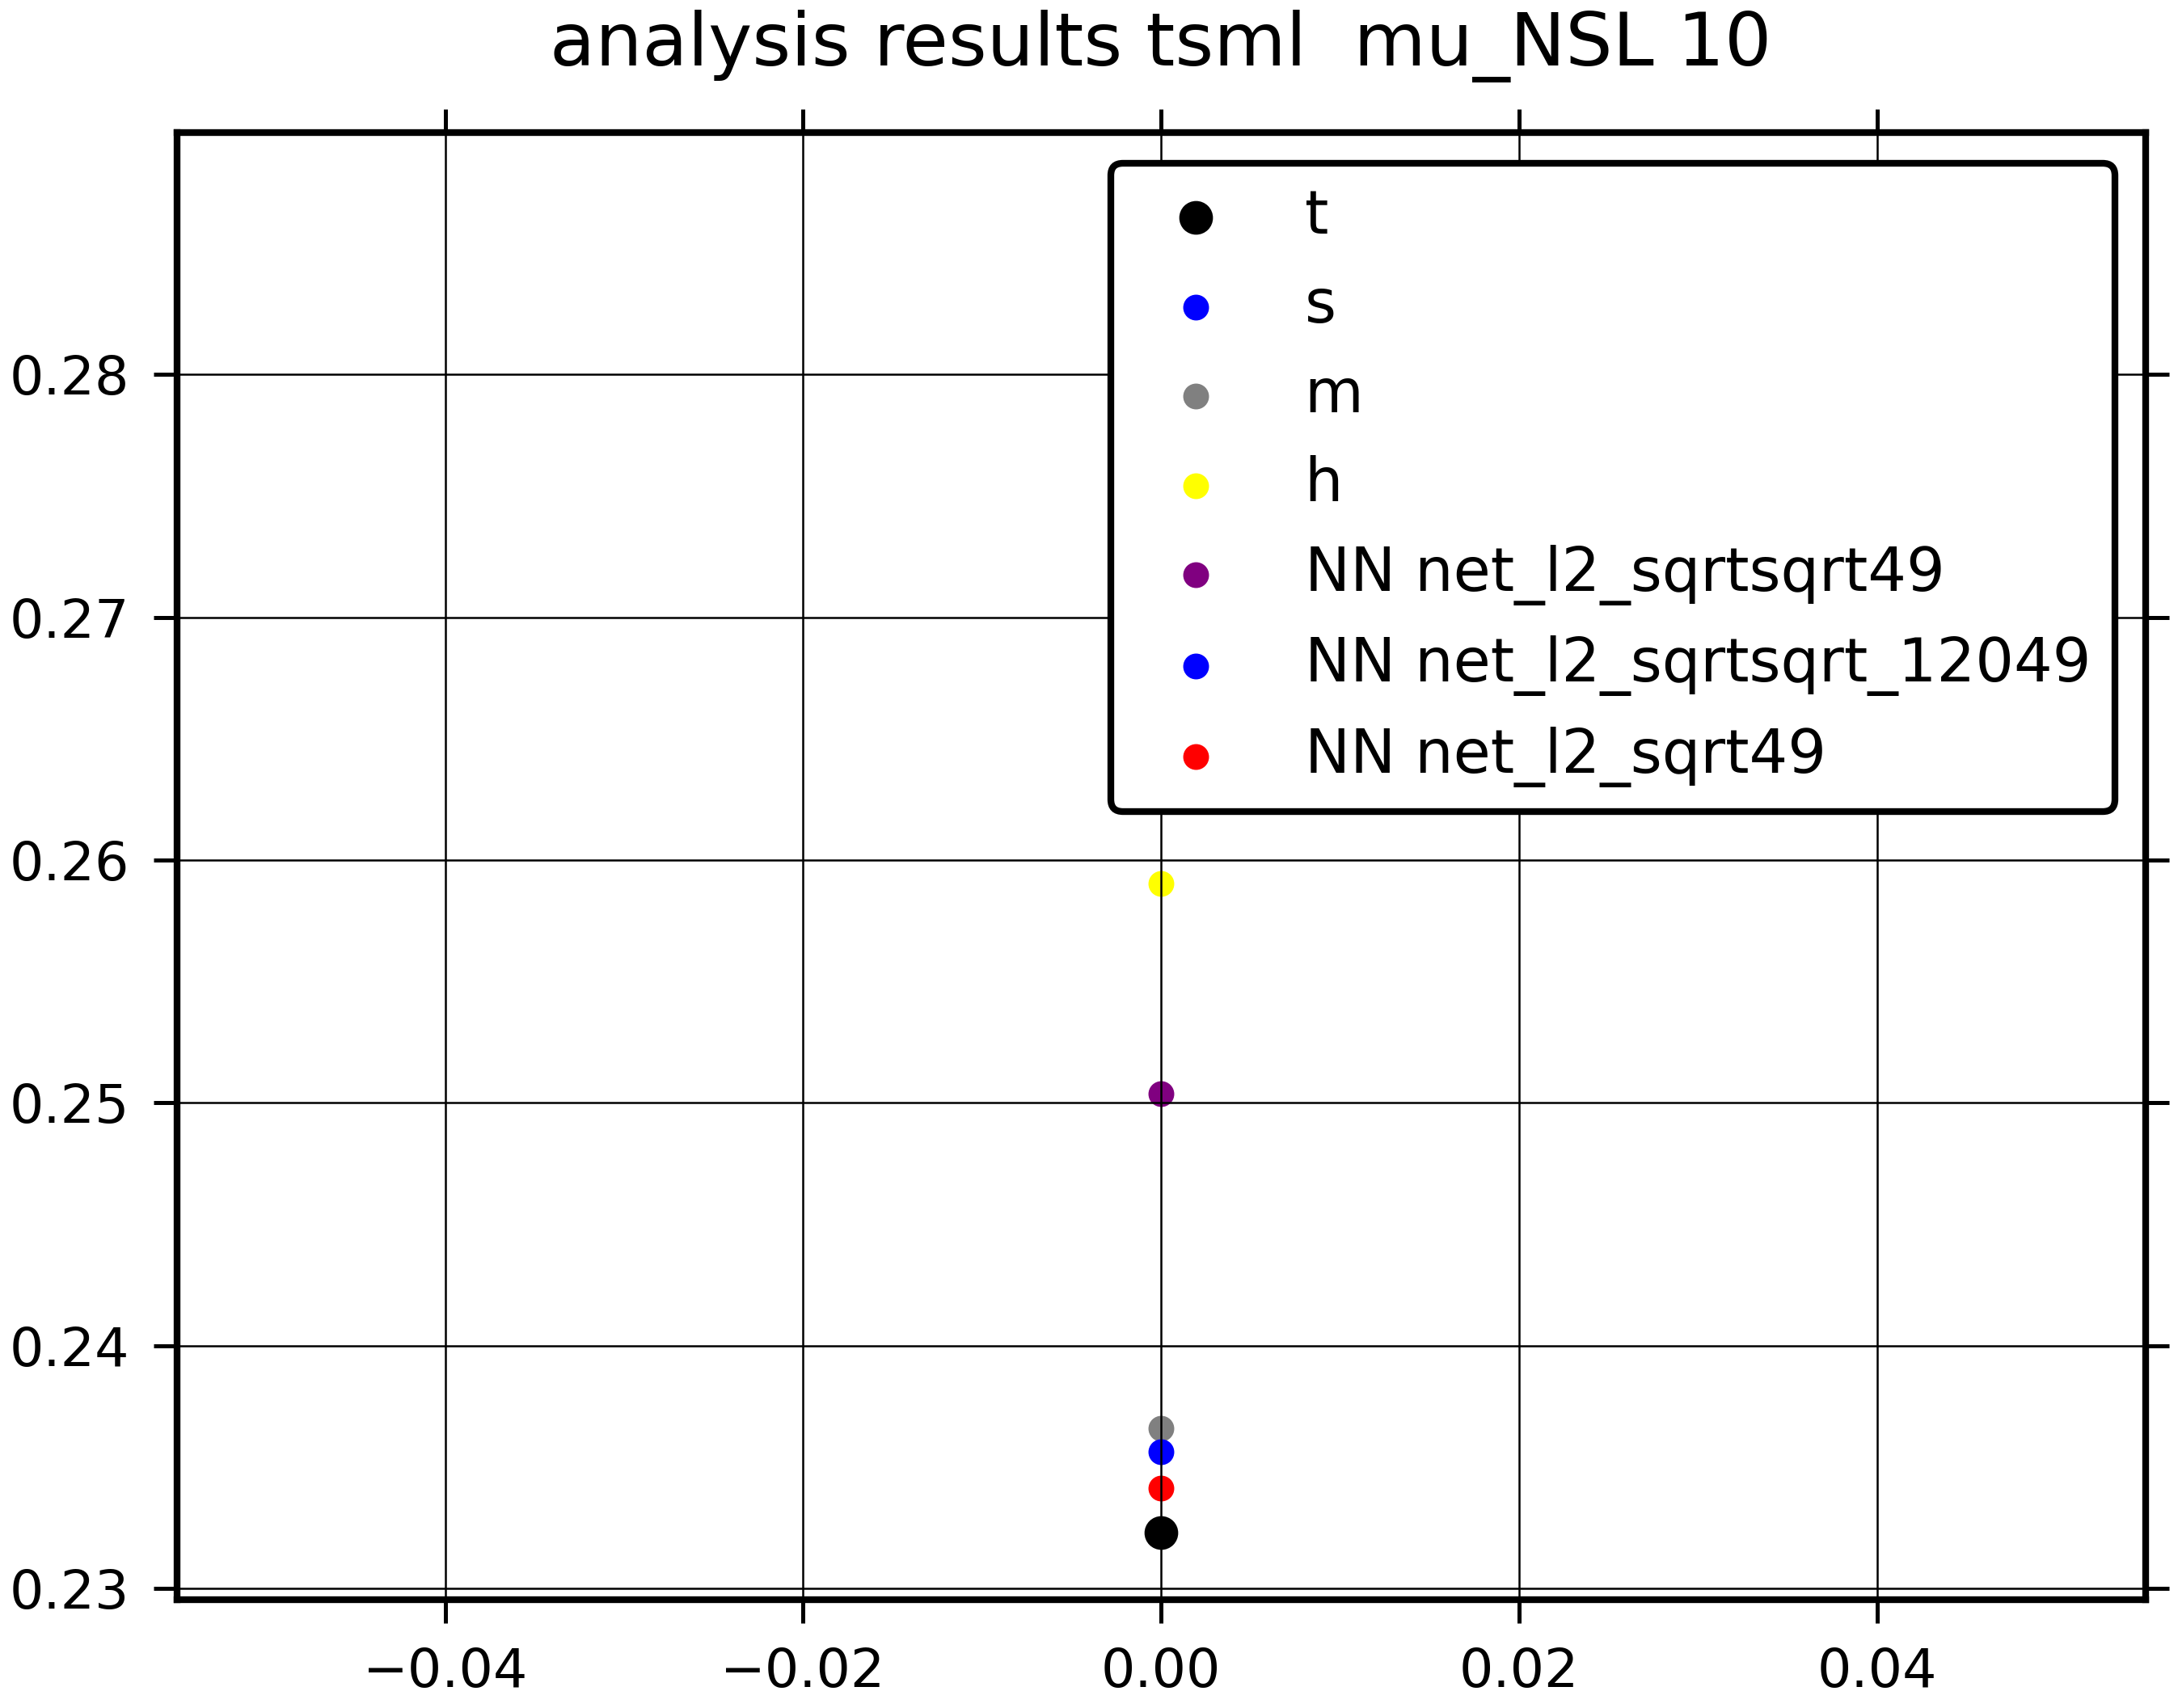 analysis results tsml  mu_NSL 10
t
s
m
h
NN net_l2_sqrtsqrt49
NN net_l2_sqrtsqrt_12049
NN net_l2_sqrt49
0.28
0.27
0.26
0.25
0.24
0.23
−0.04 −0.02 0.00 0.02 0.04